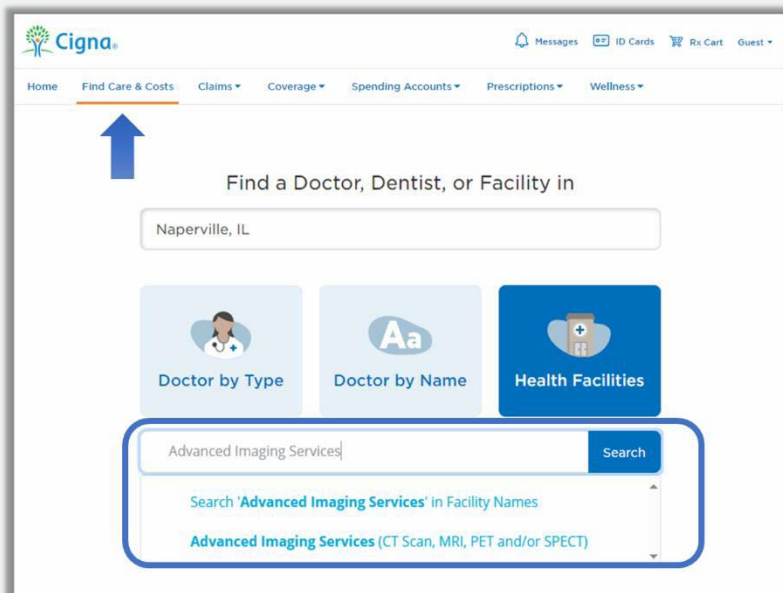 Cigna®
Messages ID Cards Rx Cart Guest
Home Find Care & Costs Claims Coverage Spending Accounts Prescriptions Wellness
Find a Doctor, Dentist, or Facility in
Naperville, IL
Aa
Doctor by Type Doctor by Name Health Facilities
Advanced Imaging Services Search
Search 'Advanced Imaging Services' in Facility Names
Advanced Imaging Services (CT Scan, MRI, PET and/or SPECT)